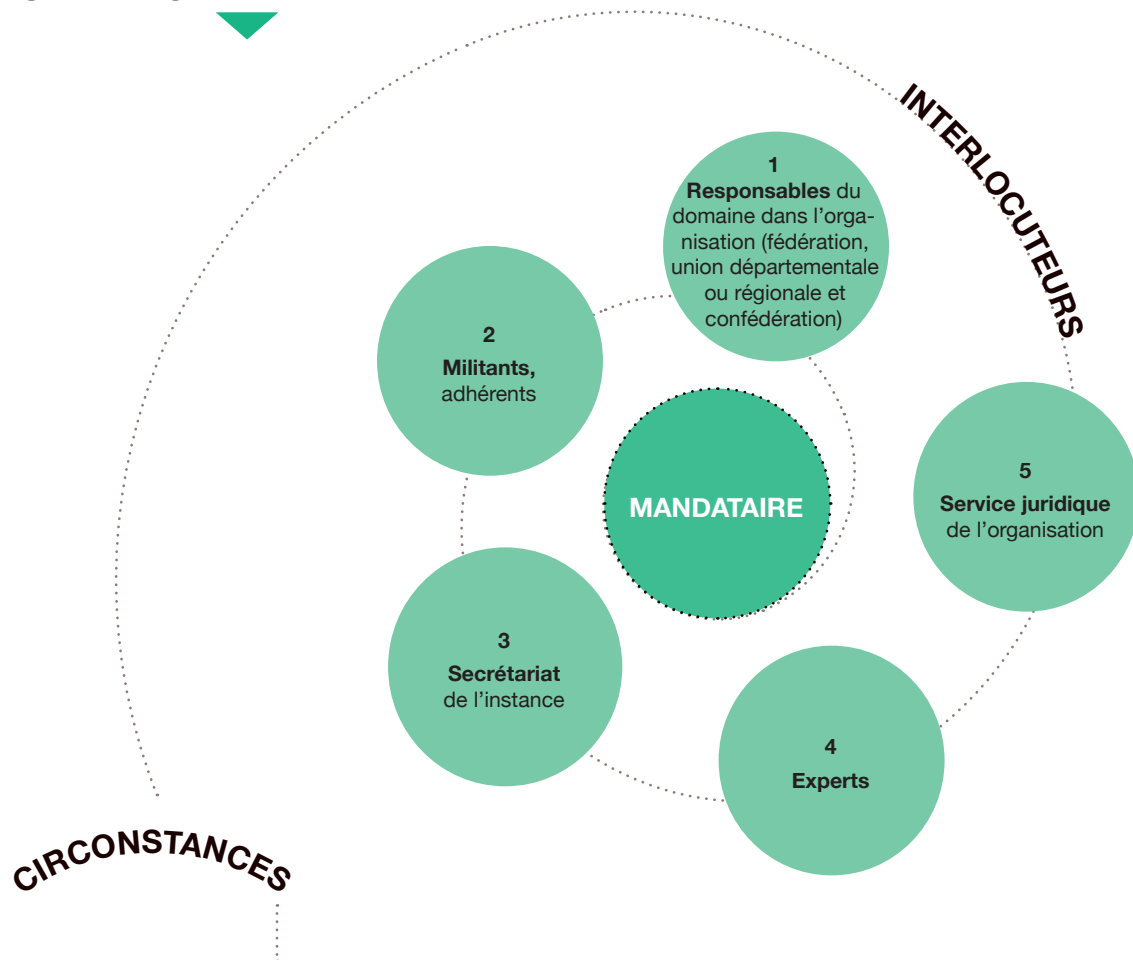 INTERLOCUTEURS
1
Responsables du
domaine dans l’orga-
nisation (fédération,
union départementale
ou régionale et
confédération)
2
Militants,
adhérents
MANDATAIRE
5
Service juridique
de l’organisation
3
Secrétariat
de l’instance
4
Experts
CIRCONSTANCES